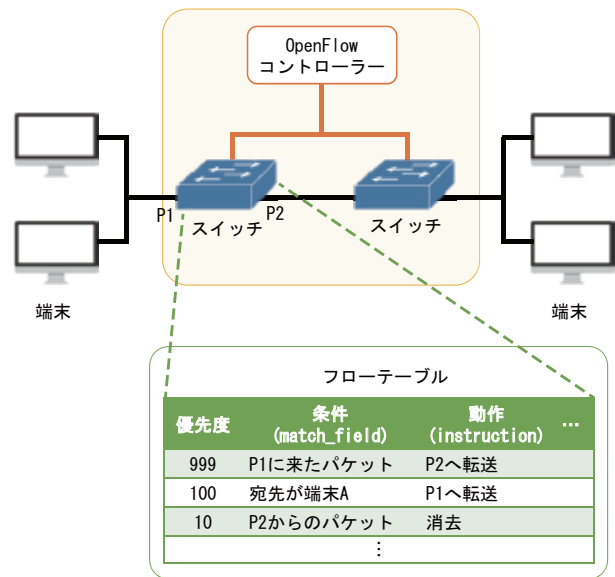 OpenFlow
コントローラー
P1
スイッチ
P2
スイッチ
端末
端末
フローテーブル
優先度 条件 (match_field) 動作 (instruction) …
999 P1に来たパケット P2へ転送
100 宛先が端末A P1へ転送
10 P2からのパケット 消去
⋮